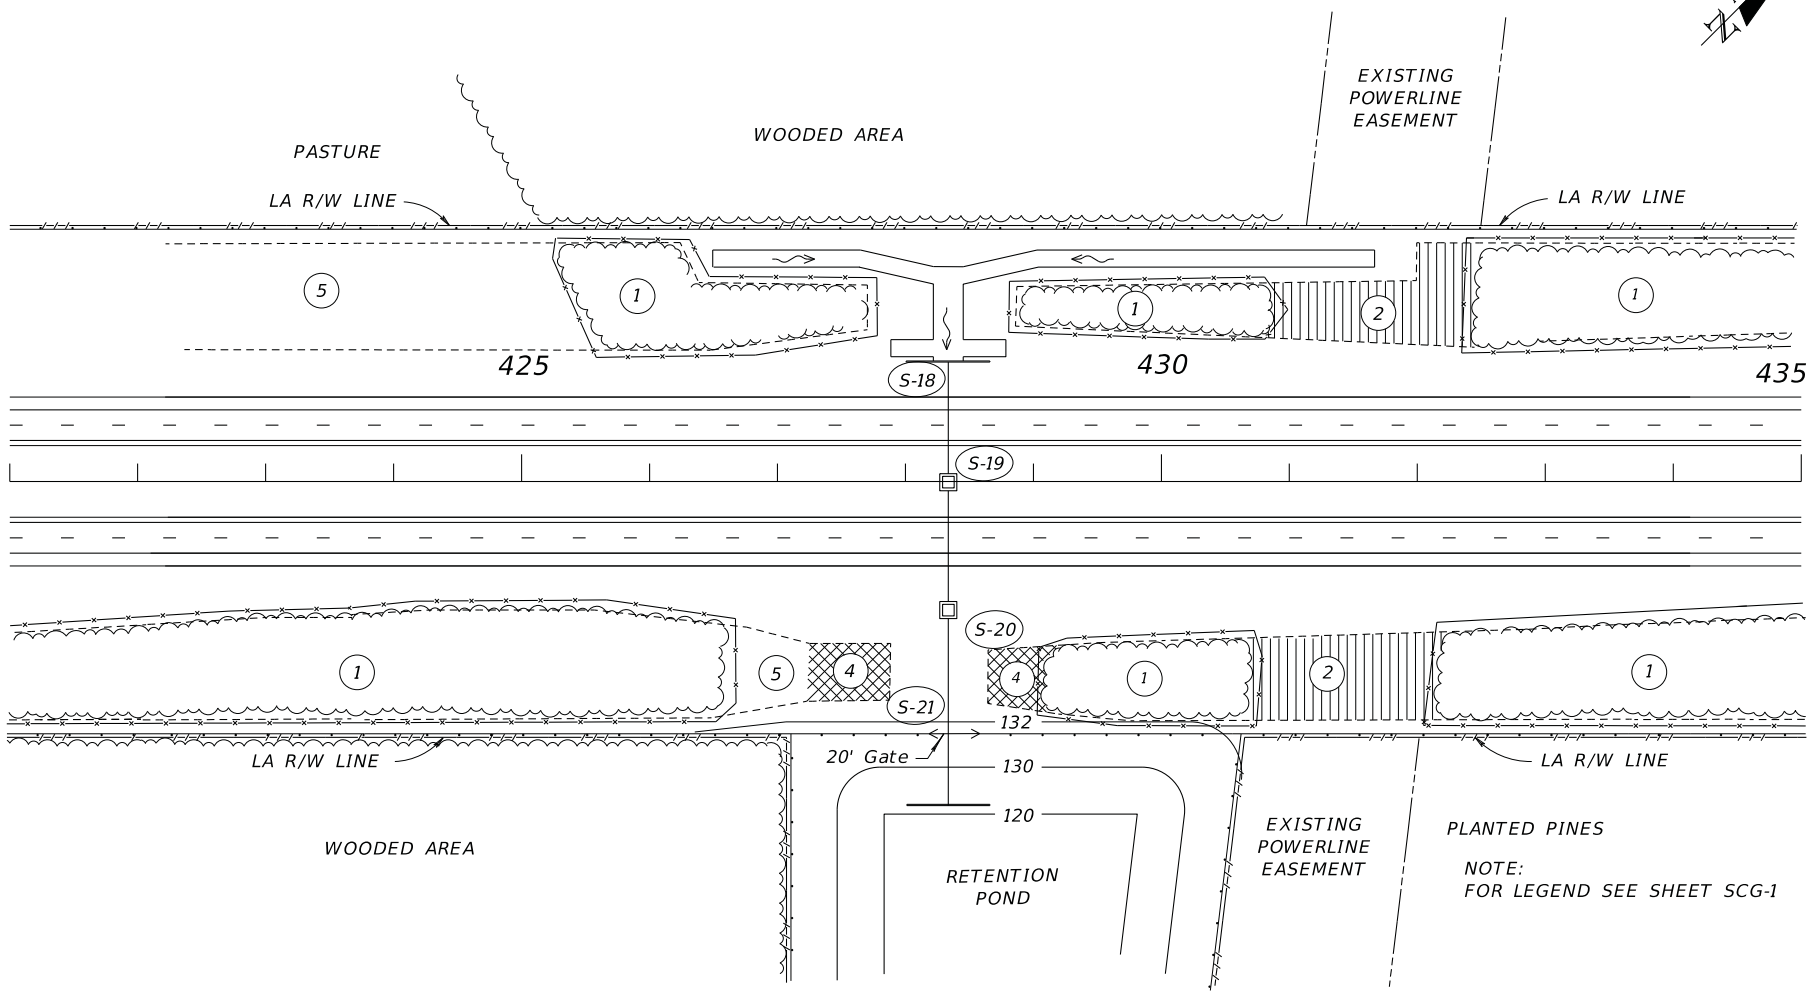 N
EXISTING
POWERLINE
EASEMENT
WOODED AREA
PASTURE
LA R/W LINE
LA R/W LINE
5
1
1
2
1
425
430
435
S-18
S-19
S-20
1
5
4
4
1
2
1
S-21
132
20' Gate
LA R/W LINE
LA R/W LINE
130
120
WOODED AREA
RETENTION
POND
EXISTING
POWERLINE
EASEMENT
PLANTED PINES
NOTE:
FOR LEGEND SEE SHEET SCG-1